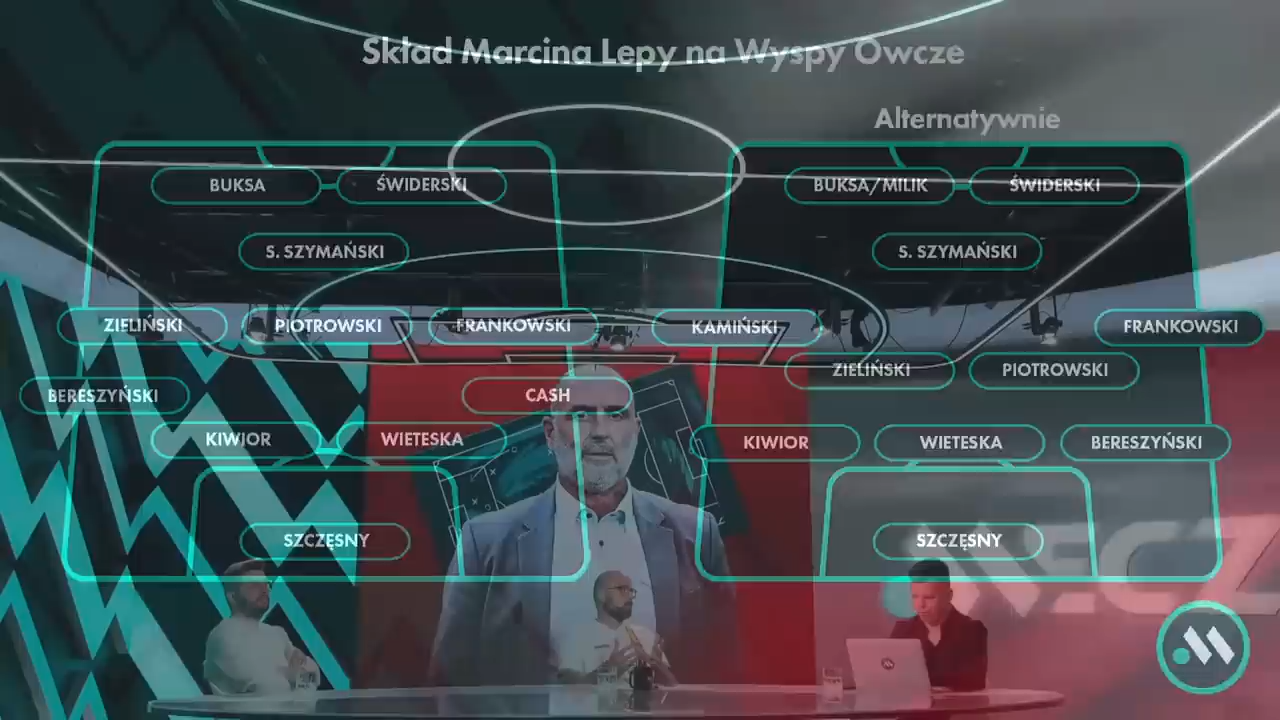 Skład Marcina Lepy na Wyspy Owcze
Alternatywnie
BUKSA ŚWIDERSKI
S. SZYMAŃSKI
ZIELIŃSKI PIOTROWSKI FRANKOWSKI
BERESZYŃSKI CASH
KIWIOR WIETESKA
SZCZĘSNY
BUKSA/MILIK ŚWIDERSKI
S. SZYMAŃSKI
KAMIŃSKI FRANKOWSKI
ZIELIŃSKI PIOTROWSKI
KIWIOR WIETESKA BERESZYŃSKI
SZCZĘSNY